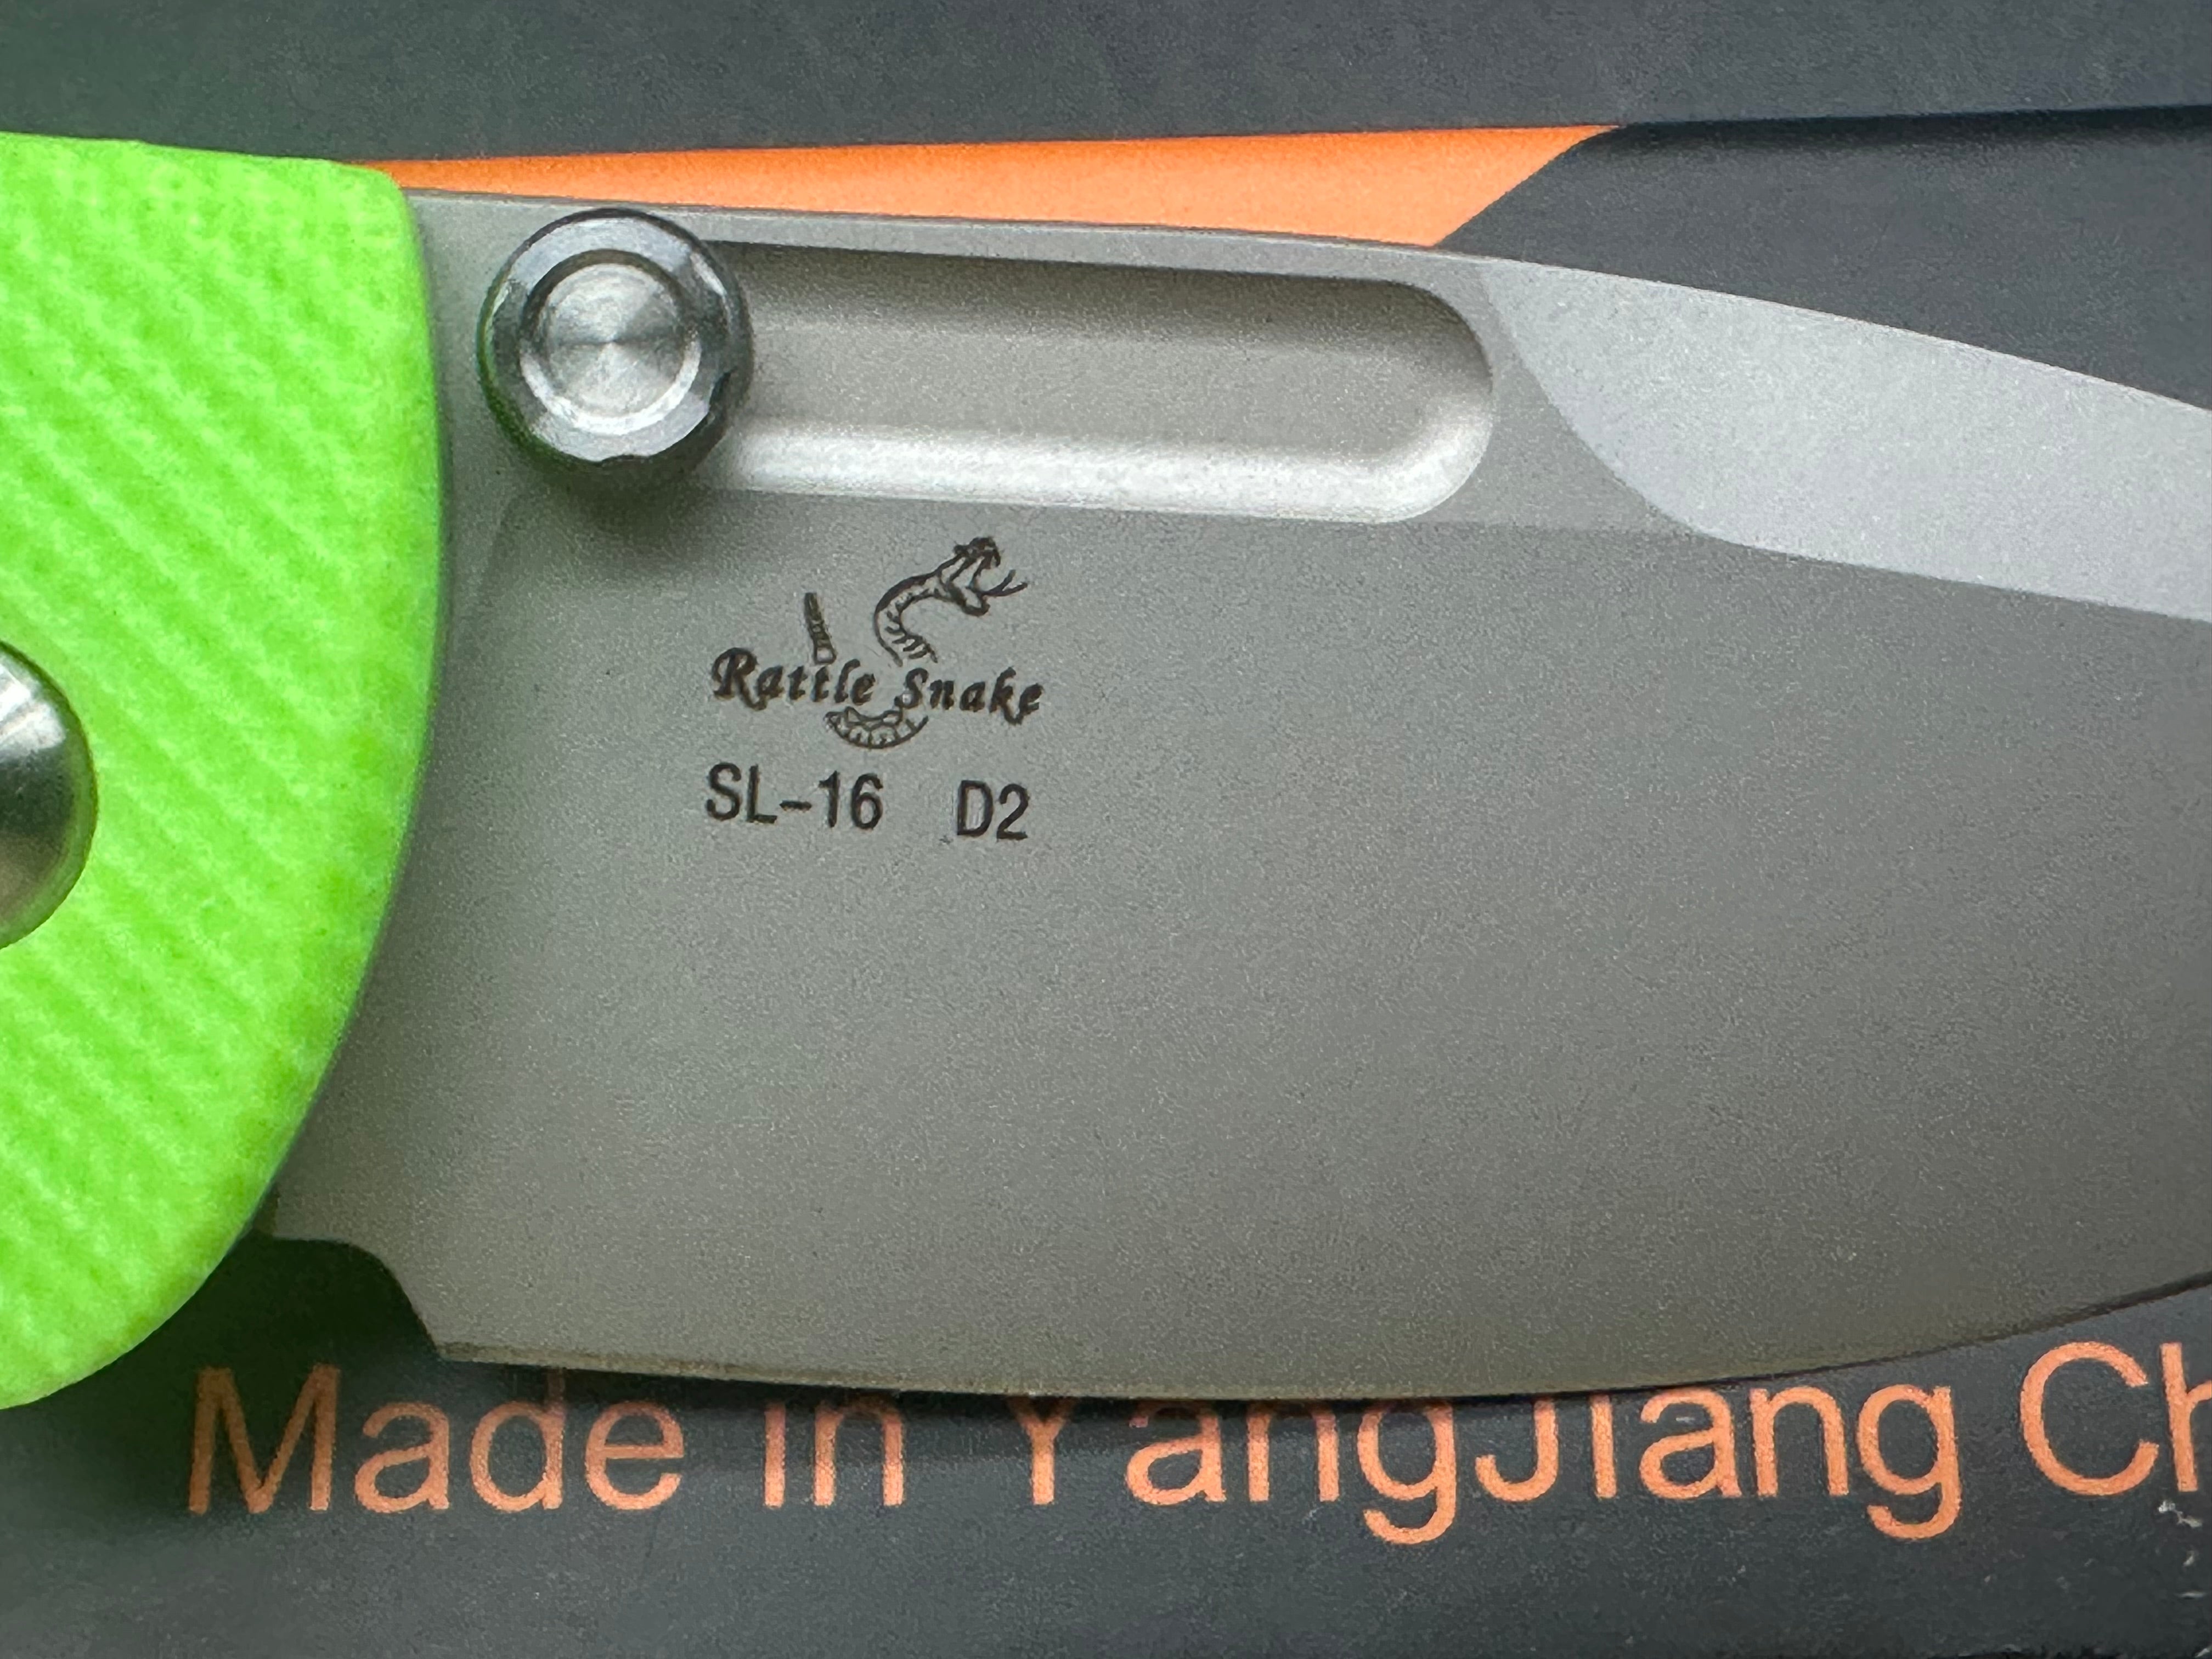 Rattle Snake
SL-16 D2
Made in YangJiang Ch